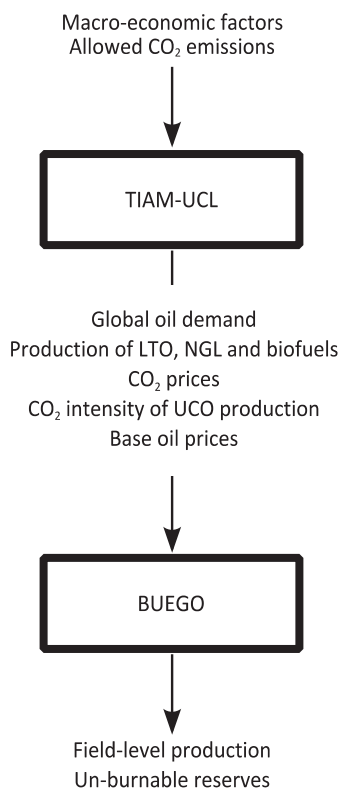 Macro-economic factors
Allowed CO₂ emissions
TIAM-UCL
Global oil demand
Production of LTO, NGL and biofuels
CO₂ prices
CO₂ intensity of UCO production
Base oil prices
BUEGO
Field-level production
Un-burnable reserves